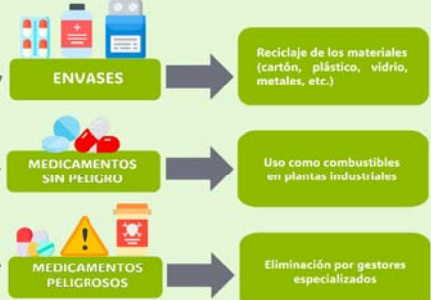 ENVASES
Reciclaje de los materiales
(cartón, plástico, vidrio,
metales, etc.)
MEDICAMENTOS
SIN PELIGRO
Uso como combustibles
en plantas industriales
MEDICAMENTOS
PELIGROSOS
Eliminación por gestores
especializados